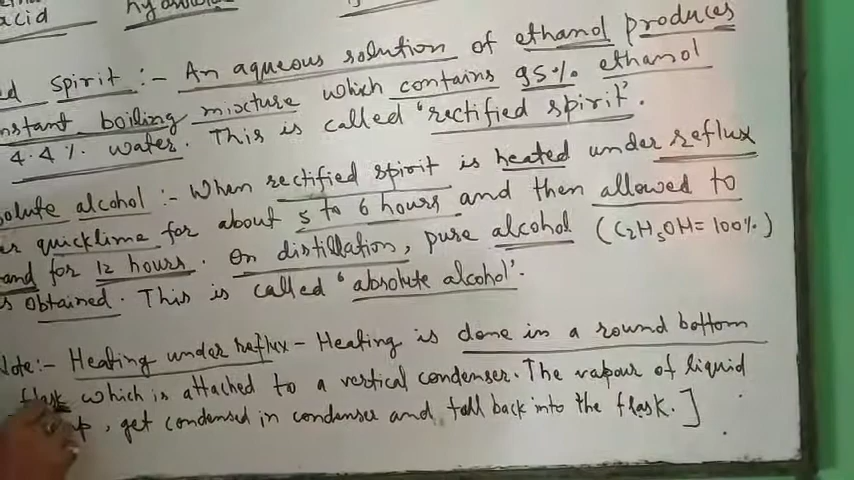 acid
Spirit :- An aqueous solution of ethanol produces
constant boiling mixture which contains 95% ethanol
4.4% water. This is called 'rectified spirit'.
solute alcohol :- When rectified spirit is heated under reflux
er quicklime for about 5 to 6 hours and then allowed to
and for 12 hours. On distillation, pure alcohol (C2H5OH=100%)
s obtained. This is called 'absolute alcohol'.
Note:- Heating under Reflux - Heating is done in a round bottom
flask which is attached to a vertical condenser. The vapour of liquid
, get condensed in condenser and fall back into the flask.]